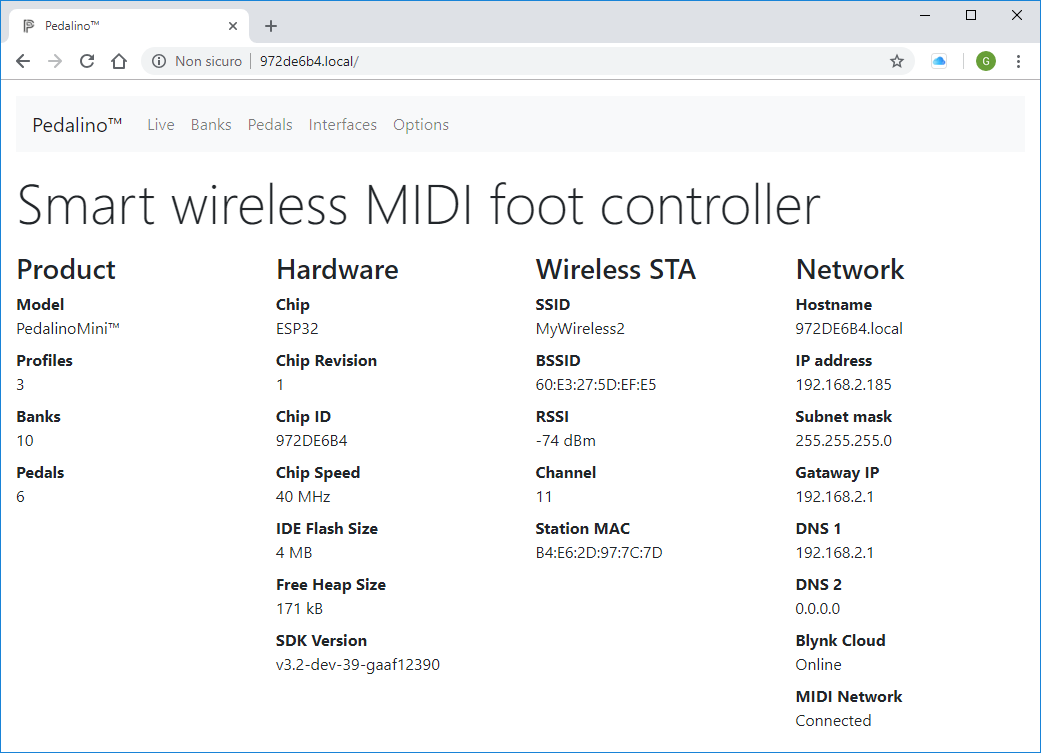 Pedalino™
Non sicuro
972de6b4.local/
G
Pedalino™ Live Banks Pedals Interfaces Options
Smart wireless MIDI foot controller
Product
Model
PedalinoMini™
Profiles
3
Banks
10
Pedals
6
Hardware
Chip
ESP32
Chip Revision
1
Chip ID
972DE6B4
Chip Speed
40 MHz
IDE Flash Size
4 MB
Free Heap Size
171 kB
SDK Version
v3.2-dev-39-gaaf12390
Wireless STA
SSID
MyWireless2
BSSID
60:E3:27:5D:EF:E5
RSSI
-74 dBm
Channel
11
Station MAC
B4:E6:2D:97:7C:7D
Network
Hostname
972DE6B4.local
IP address
192.168.2.185
Subnet mask
255.255.255.0
Gataway IP
192.168.2.1
DNS 1
192.168.2.1
DNS 2
0.0.0.0
Blynk Cloud
Online
MIDI Network
Connected